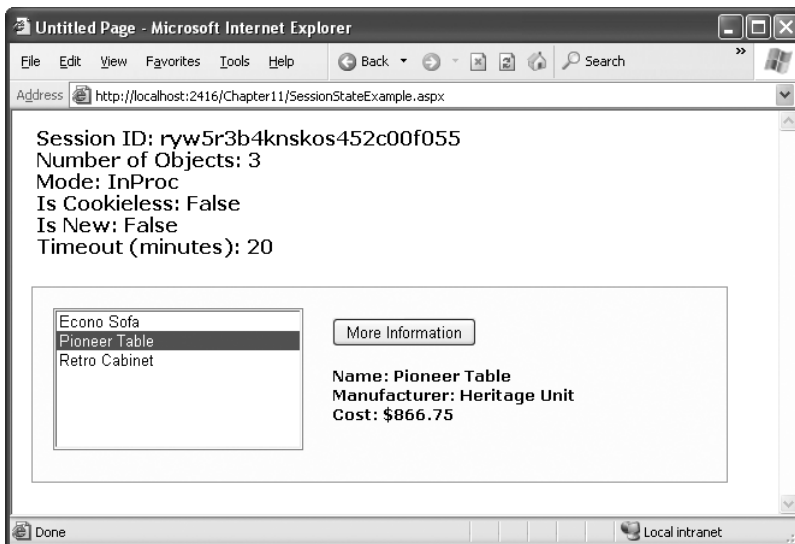 Untitled Page - Microsoft Internet Explorer
File Edit View Favorites Tools Help Back Search »
Address http://localhost:2416/Chapter11/SessionStateExample.aspx
Session ID: ryw5r3b4knskos452c00f055
Number of Objects: 3
Mode: InProc
Is Cookieless: False
Is New: False
Timeout (minutes): 20
Econo Sofa
Pioneer Table
Retro Cabinet
More Information
Name: Pioneer Table
Manufacturer: Heritage Unit
Cost: $866.75
Done Local intranet